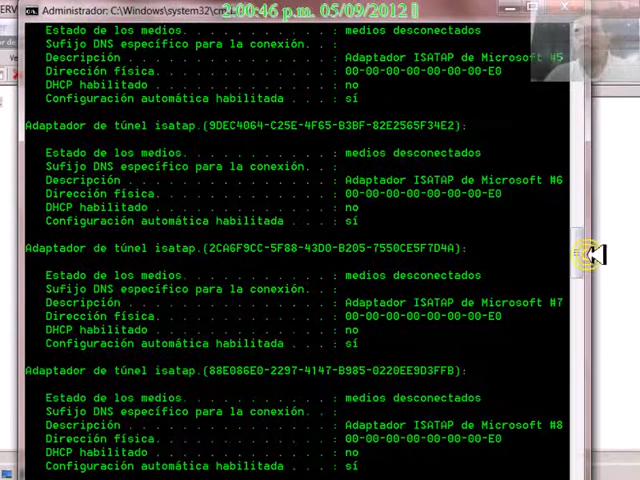 Administrador: C:\Windows\system32\cm
2:00:46 p.m. 05/09/2012
Estado de los medios. . . . . . . . . . . : medios desconectados
Sufijo DNS específico para la conexión. . :
Descripción . . . . . . . . . . . . . . . : Adaptador ISATAP de Microsoft #5
Dirección física. . . . . . . . . . . . . : 00-00-00-00-00-00-00-E0
DHCP habilitado . . . . . . . . . . . . . : no
Configuración automática habilitada . . . : sí
Adaptador de túnel isatap.(9DEC4064-C25E-4F65-B3BF-82E2565F34E2):
Estado de los medios. . . . . . . . . . . : medios desconectados
Sufijo DNS específico para la conexión. . :
Descripción . . . . . . . . . . . . . . . : Adaptador ISATAP de Microsoft #6
Dirección física. . . . . . . . . . . . . : 00-00-00-00-00-00-00-E0
DHCP habilitado . . . . . . . . . . . . . : no
Configuración automática habilitada . . . : sí
Adaptador de túnel isatap.(2CA6F9CC-5F88-43D0-B205-7550CE5F7D4A):
Estado de los medios. . . . . . . . . . . : medios desconectados
Sufijo DNS específico para la conexión. . :
Descripción . . . . . . . . . . . . . . . : Adaptador ISATAP de Microsoft #7
Dirección física. . . . . . . . . . . . . : 00-00-00-00-00-00-00-E0
DHCP habilitado . . . . . . . . . . . . . : no
Configuración automática habilitada . . . : sí
Adaptador de túnel isatap.(88E086E0-2297-4147-B985-0220EE9D3FFB):
Estado de los medios. . . . . . . . . . . : medios desconectados
Sufijo DNS específico para la conexión. . :
Descripción . . . . . . . . . . . . . . . : Adaptador ISATAP de Microsoft #8
Dirección física. . . . . . . . . . . . . : 00-00-00-00-00-00-00-E0
DHCP habilitado . . . . . . . . . . . . . : no
Configuración automática habilitada . . . : sí